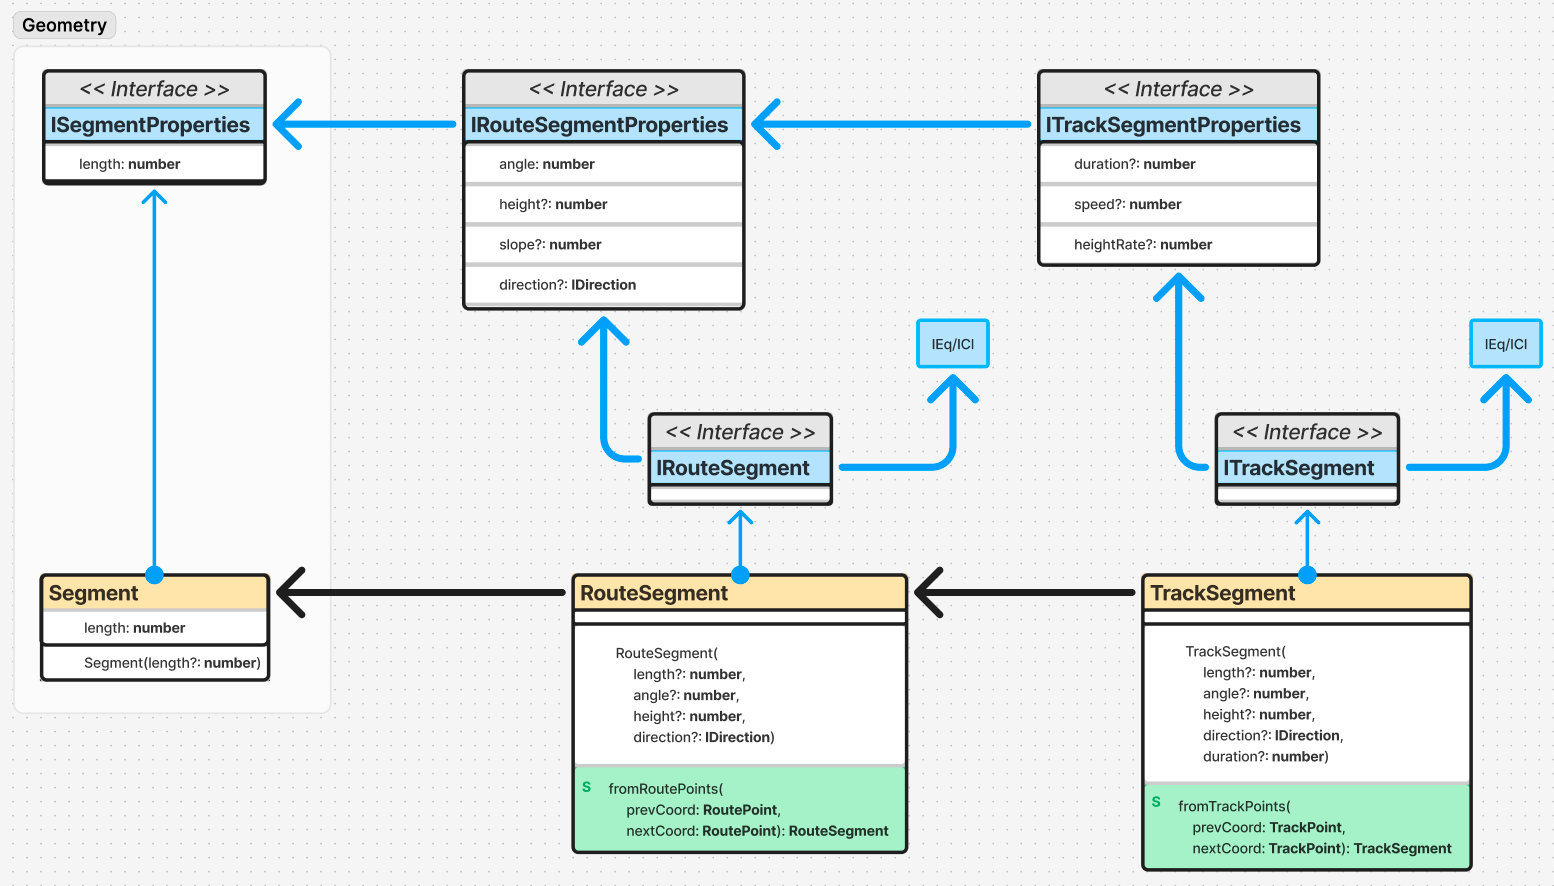 Geometry
<< Interface >>
ISegmentProperties
length: number
<< Interface >>
IRouteSegmentProperties
angle: number
height?: number
slope?: number
direction?: IDirection
<< Interface >>
ITrackSegmentProperties
duration?: number
speed?: number
heightRate?: number
IEq/ICl
IEq/ICl
<< Interface >>
IRouteSegment
<< Interface >>
ITrackSegment
Segment
length: number
Segment(length?: number)
RouteSegment
RouteSegment(
length?: number,
angle?: number,
height?: number,
direction?: IDirection)
S fromRoutePoints(
prevCoord: RoutePoint,
nextCoord: RoutePoint): RouteSegment
TrackSegment
TrackSegment(
length?: number,
angle?: number,
height?: number,
direction?: IDirection,
duration?: number)
S fromTrackPoints(
prevCoord: TrackPoint,
nextCoord: TrackPoint): TrackSegment